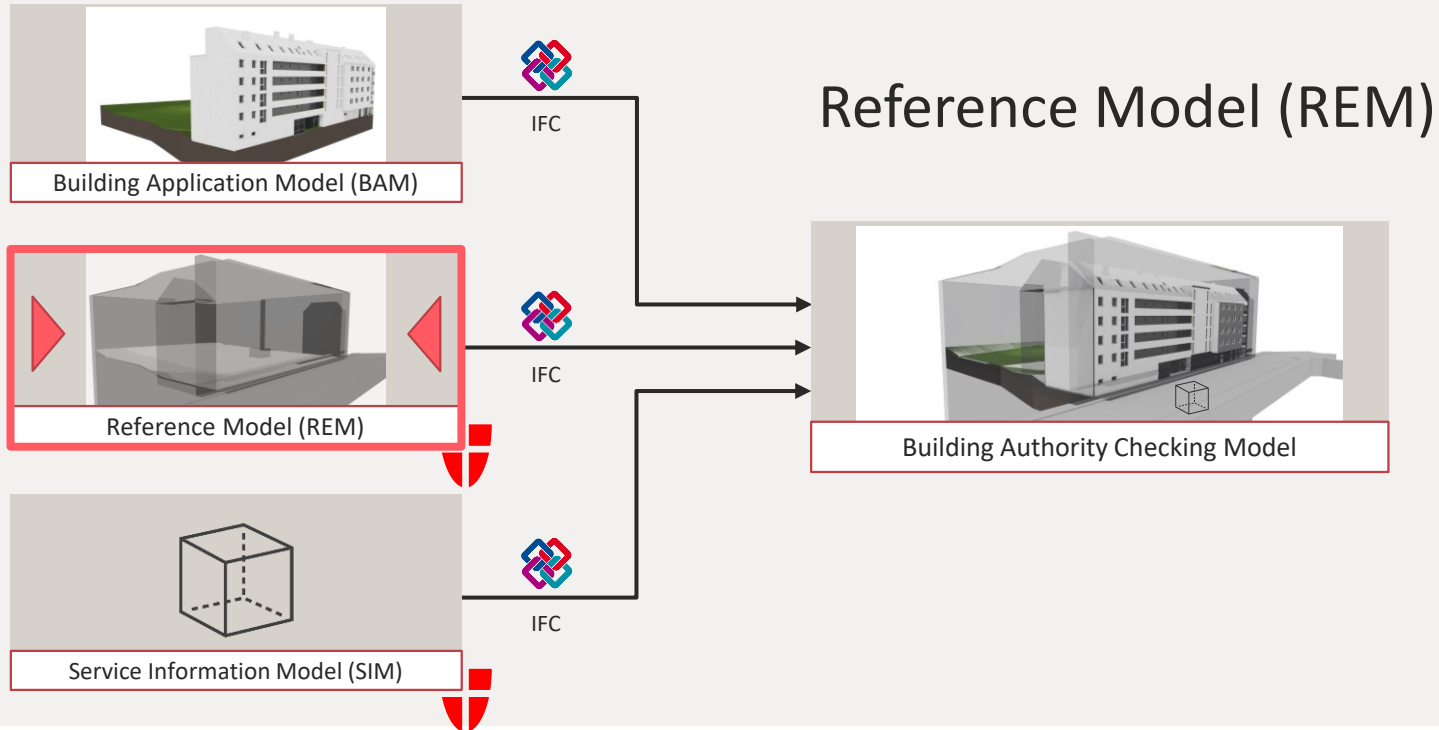 Reference Model (REM)
IFC
Building Application Model (BAM)
IFC
Reference Model (REM)
Building Authority Checking Model
IFC
Service Information Model (SIM)